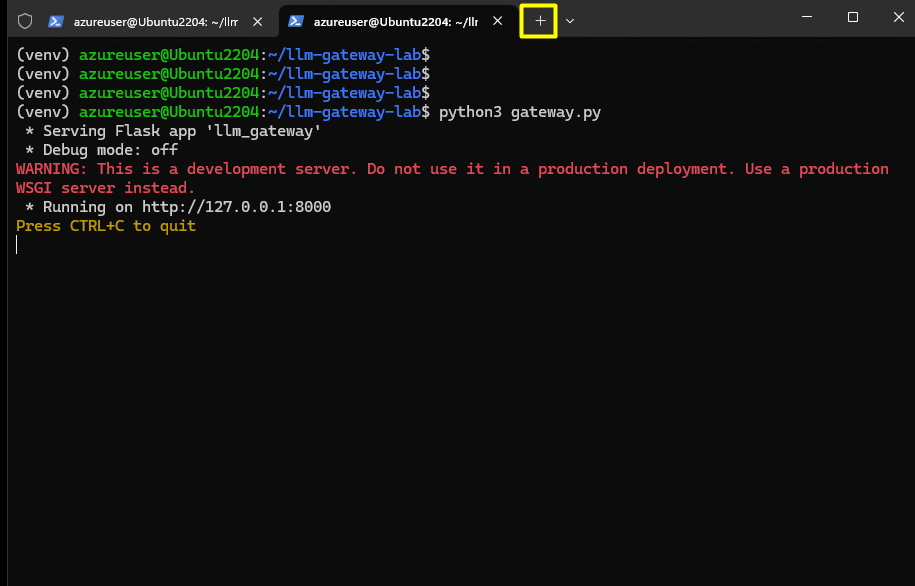 azureuser@Ubuntu2204: ~/llm
azureuser@Ubuntu2204: ~/llm
(venv) azureuser@Ubuntu2204:~/llm-gateway-lab$
(venv) azureuser@Ubuntu2204:~/llm-gateway-lab$
(venv) azureuser@Ubuntu2204:~/llm-gateway-lab$
(venv) azureuser@Ubuntu2204:~/llm-gateway-lab$ python3 gateway.py
 * Serving Flask app 'llm_gateway'
 * Debug mode: off
WARNING: This is a development server. Do not use it in a production deployment. Use a production
WSGI server instead.
 * Running on http://127.0.0.1:8000
Press CTRL+C to quit